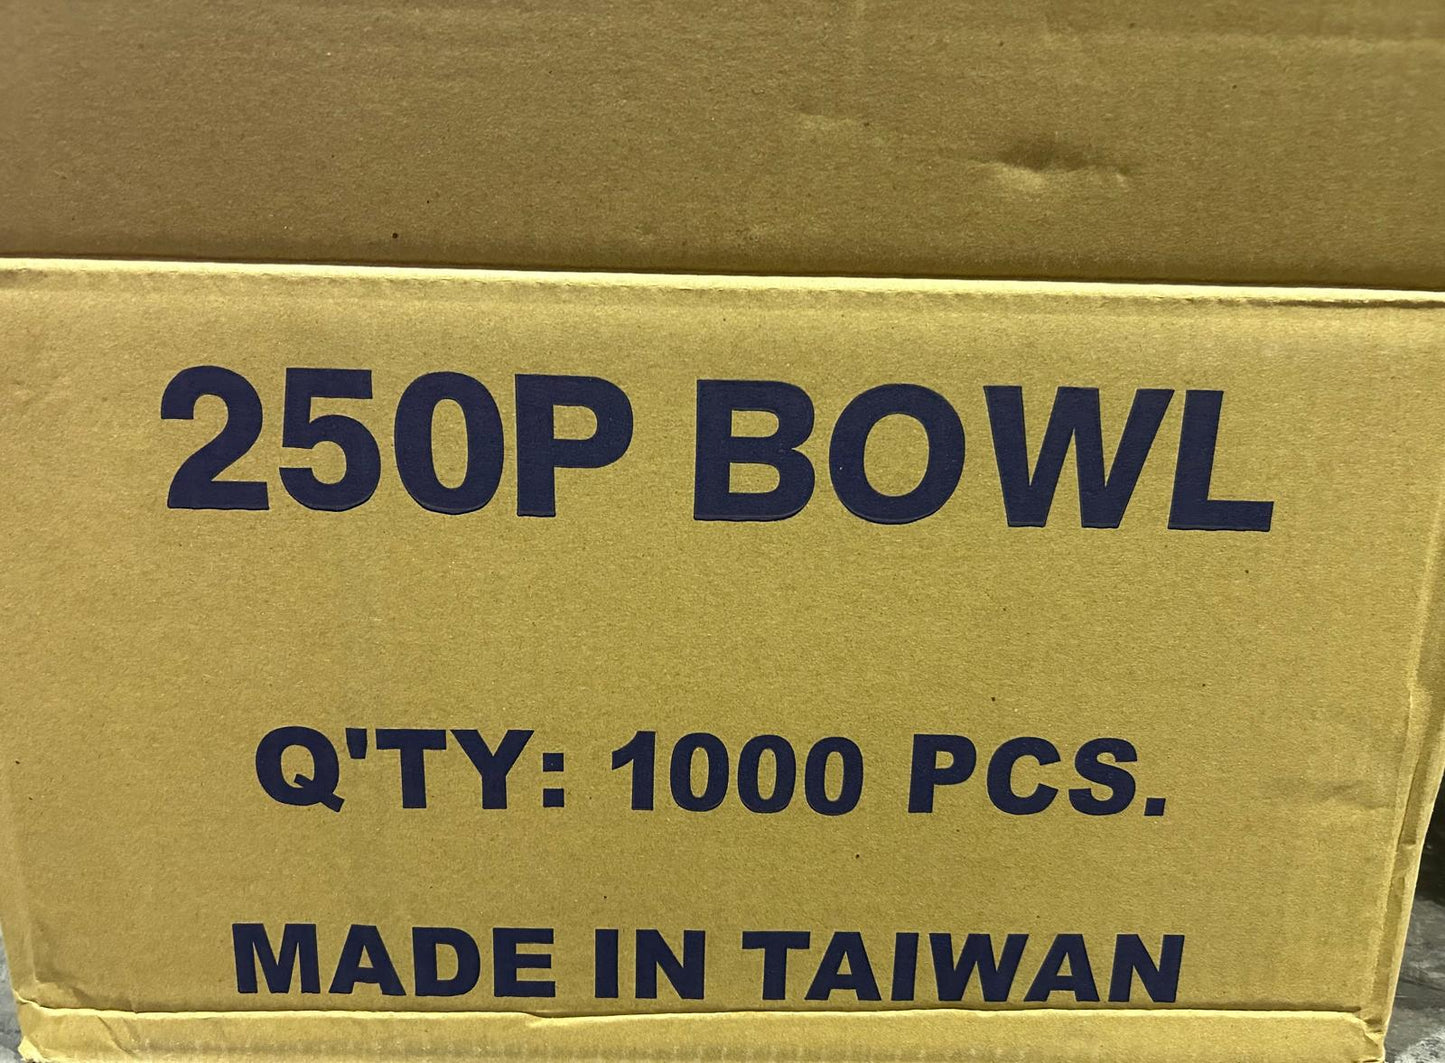 250P BOWL
Q'TY: 1000 PCS.
MADE IN TAIWAN